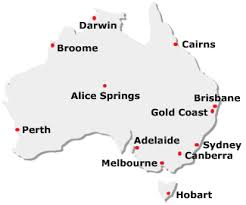 Darwin
Broome
Cairns
Alice Springs
Brisbane
Gold Coast
Perth
Adelaide
Sydney
Canberra
Melbourne
Hobart